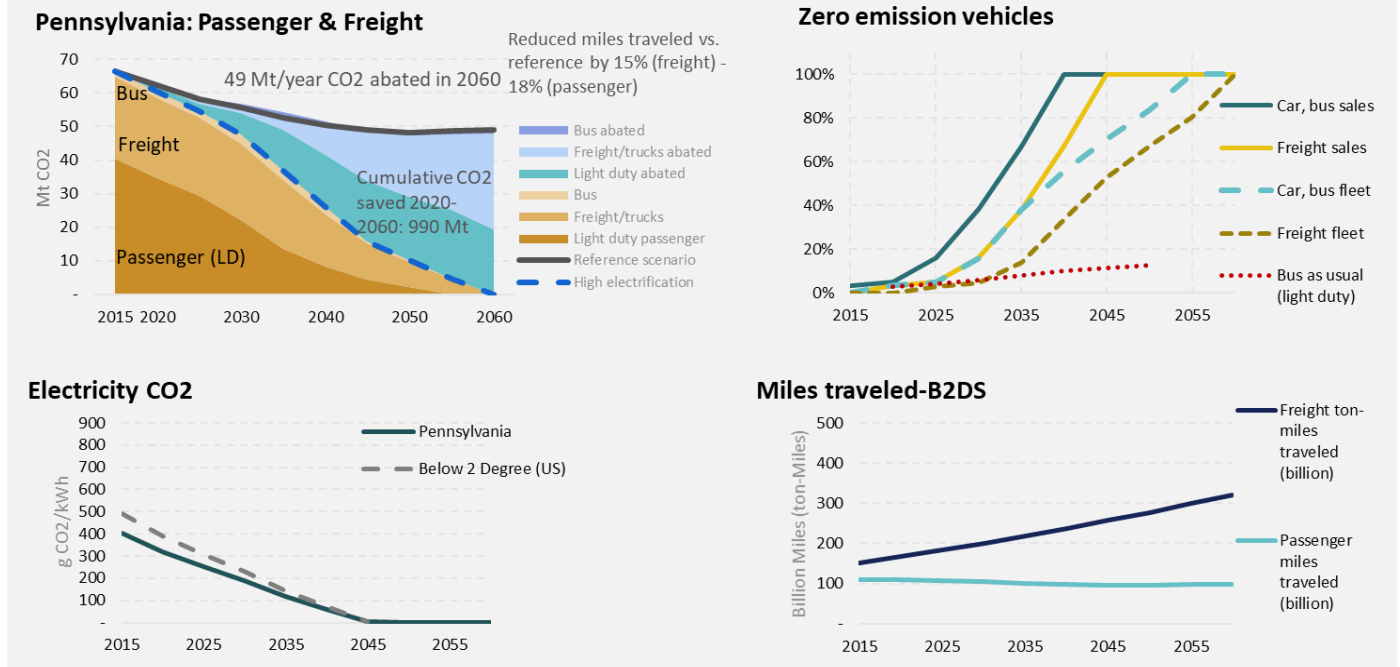 Pennsylvania: Passenger & Freight
Reduced miles traveled vs.
reference by 15% (freight) -
18% (passenger)
49 Mt/year CO2 abated in 2060
Mt CO2
70
60
50
40
30
20
10
-
Bus
Freight
Passenger (LD)
Cumulative CO2
saved 2020-
2060: 990 Mt
2015 2020 2030 2040 2050 2060
Bus abated
Freight/trucks abated
Light duty abated
Bus
Freight/trucks
Light duty passenger
Reference scenario
High electrification
Zero emission vehicles
100%
80%
60%
40%
20%
0%
2015 2025 2035 2045 2055
Car, bus sales
Freight sales
Car, bus fleet
Freight fleet
Bus as usual
(light duty)
Electricity CO2
g CO2/kWh
900
800
700
600
500
400
300
200
100
-
2015 2025 2035 2045 2055
Pennsylvania
Below 2 Degree (US)
Miles traveled-B2DS
Billion Miles (ton-Miles)
500
400
300
200
100
-
2015 2025 2035 2045 2055
Freight ton-
miles
traveled
(billion)
Passenger
miles
traveled
(billion)